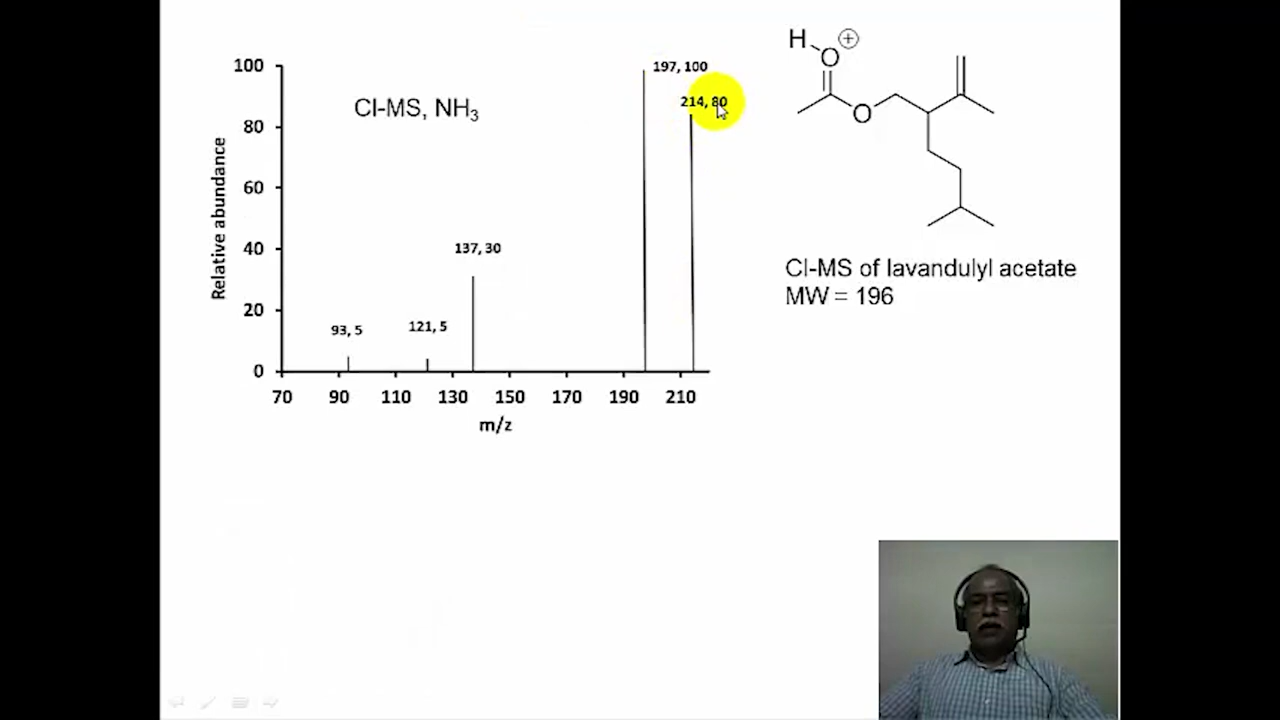 CI-MS, NH3
Relative abundance
100
80
60
40
20
0
93, 5
121, 5
137, 30
197, 100
214, 80
70 90 110 130 150 170 190 210
m/z
H
⊕
O
O
CI-MS of lavandulyl acetate
MW = 196